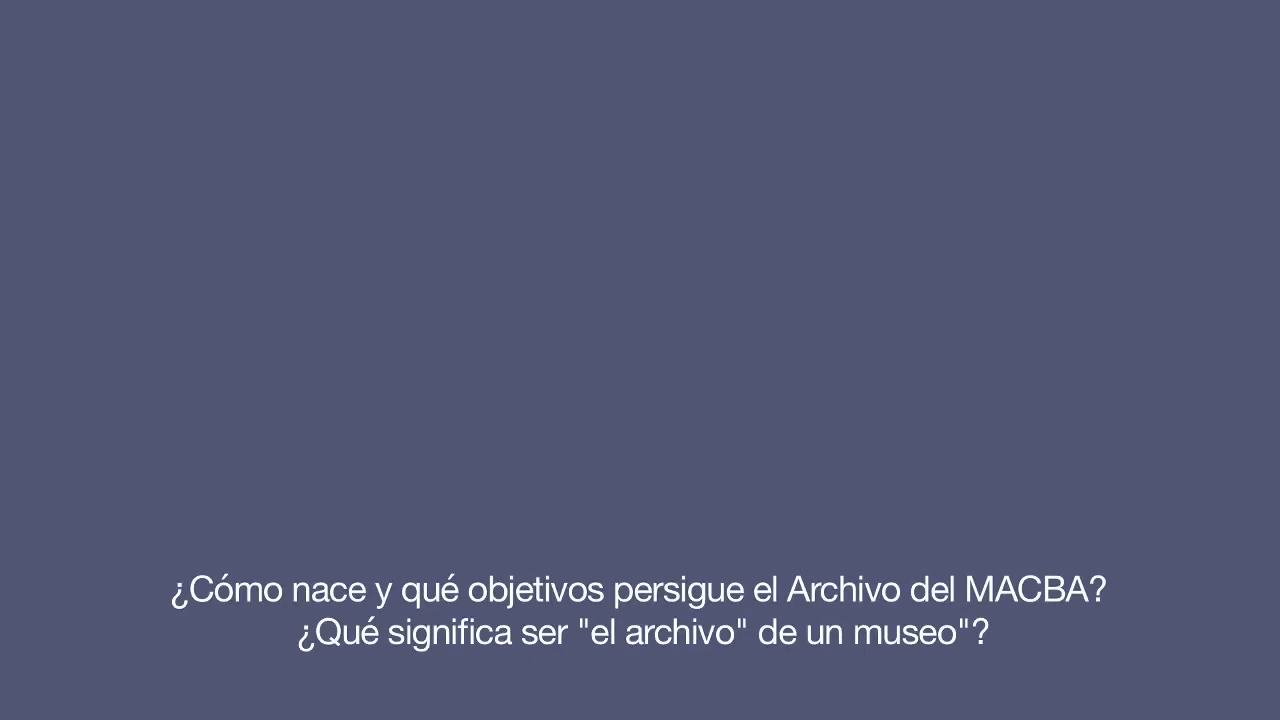 ¿Cómo nace y qué objetivos persigue el Archivo del MACBA?
¿Qué significa ser "el archivo" de un museo"?